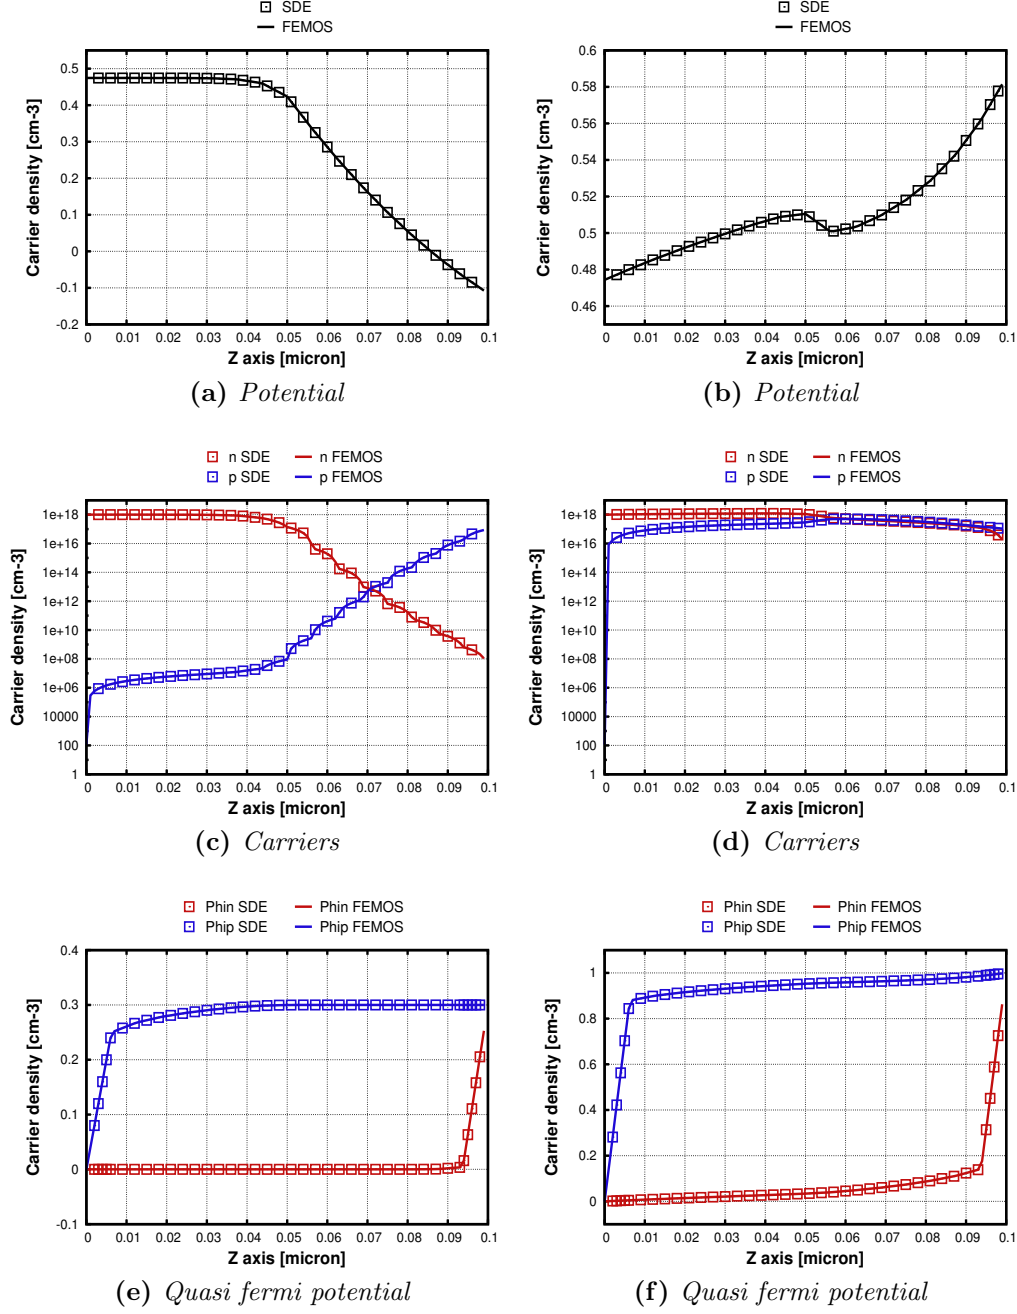 SDE
FEMOS
Carrier density [cm-3]
0.5
0.4
0.3
0.2
0.1
0
-0.1
-0.2
0 0.01 0.02 0.03 0.04 0.05 0.06 0.07 0.08 0.09 0.1
Z axis [micron]
(a) Potential
SDE
FEMOS
Carrier density [cm-3]
0.6
0.58
0.56
0.54
0.52
0.5
0.48
0.46
0 0.01 0.02 0.03 0.04 0.05 0.06 0.07 0.08 0.09 0.1
Z axis [micron]
(b) Potential
n SDE n FEMOS
p SDE p FEMOS
Carrier density [cm-3]
1e+18
1e+16
1e+14
1e+12
1e+10
1e+08
1e+06
10000
100
1
0 0.01 0.02 0.03 0.04 0.05 0.06 0.07 0.08 0.09 0.1
Z axis [micron]
(c) Carriers
n SDE n FEMOS
p SDE p FEMOS
Carrier density [cm-3]
1e+18
1e+16
1e+14
1e+12
1e+10
1e+08
1e+06
10000
100
1
0 0.01 0.02 0.03 0.04 0.05 0.06 0.07 0.08 0.09 0.1
Z axis [micron]
(d) Carriers
Phin SDE Phin FEMOS
Phip SDE Phip FEMOS
Carrier density [cm-3]
0.4
0.3
0.2
0.1
0
-0.1
0 0.01 0.02 0.03 0.04 0.05 0.06 0.07 0.08 0.09 0.1
Z axis [micron]
(e) Quasi fermi potential
Phin SDE Phin FEMOS
Phip SDE Phip FEMOS
Carrier density [cm-3]
1
0.8
0.6
0.4
0.2
0
0 0.01 0.02 0.03 0.04 0.05 0.06 0.07 0.08 0.09 0.1
Z axis [micron]
(f) Quasi fermi potential